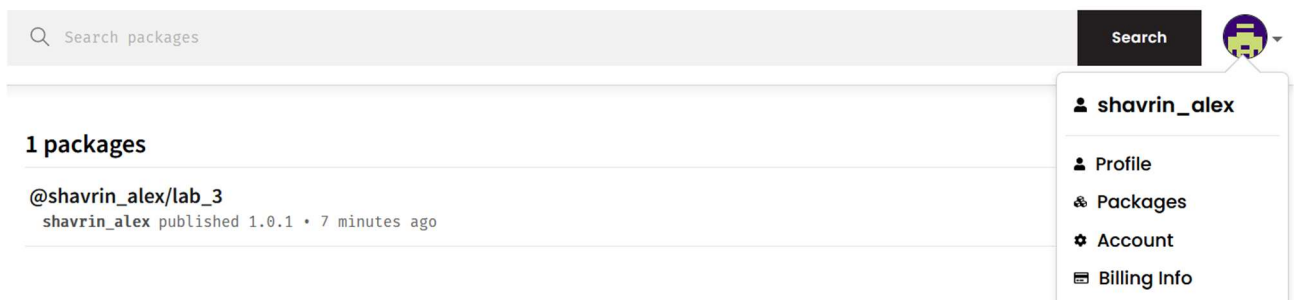 Search packages
Search
shavrin_alex
1 packages
@shavrin_alex/lab_3
shavrin_alex published 1.0.1 • 7 minutes ago
Profile
Packages
Account
Billing Info